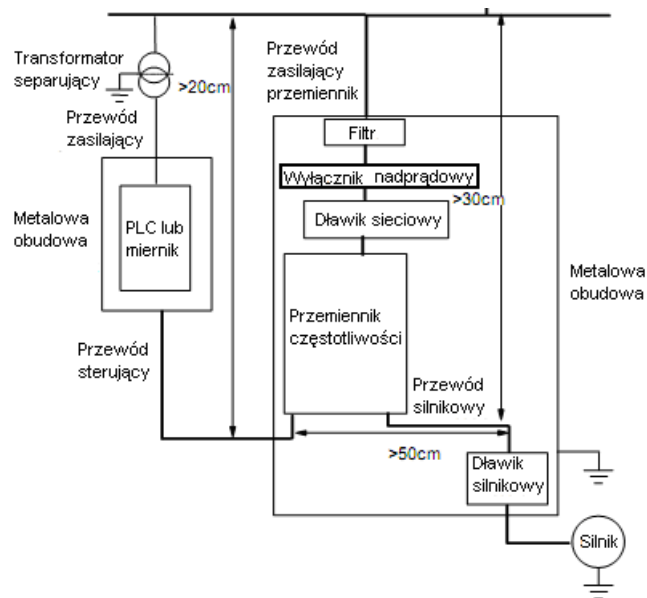 Transformator
separujący
>20cm
Przewód
zasilający
przemiennik
Przewód
zasilający
Filtr
Wyłącznik nadprądowy
>30cm
Dławik sieciowy
Metalowa
obudowa
PLC lub
miernik
Przemiennik
częstotliwości
Metalowa
obudowa
Przewód
sterujący
Przewód
silnikowy
>50cm
Dławik
silnikowy
Silnik